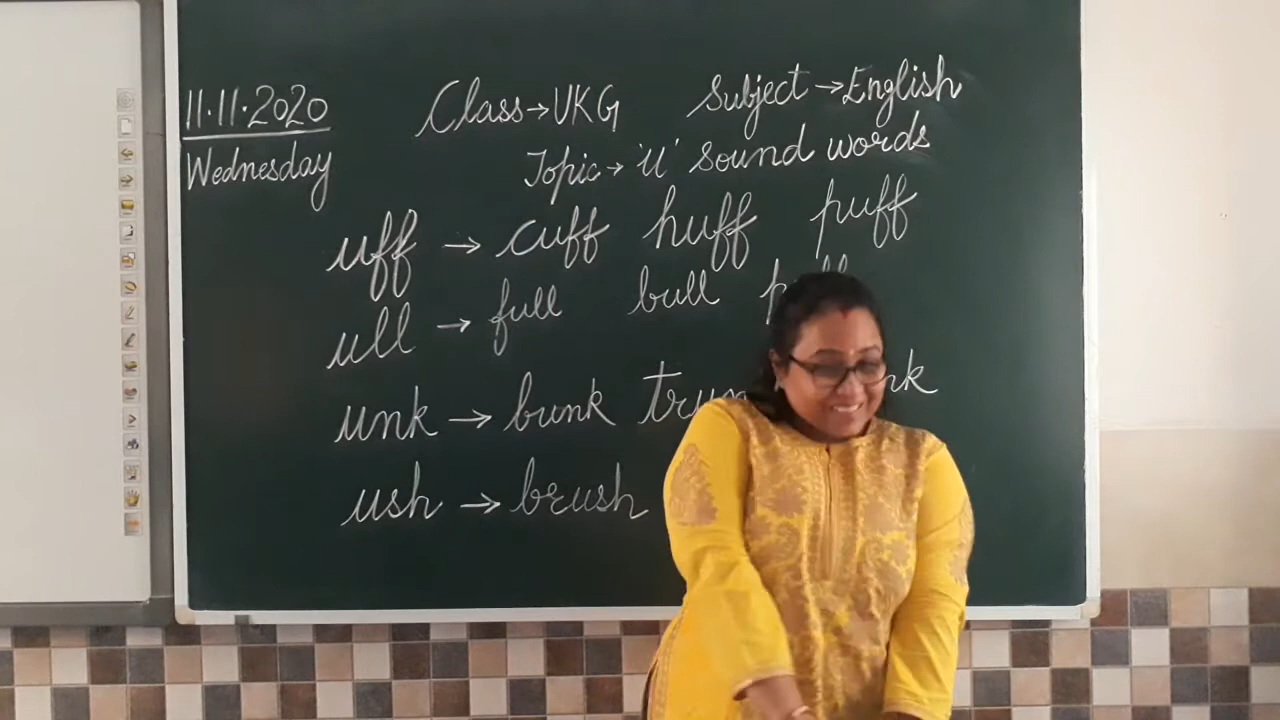 11.11.2020 Class→UKG Subject→English
Wednesday Topic→'U' sound words
uff → cuff huff puff
ull → full bull
unk → bunk
ush → brush